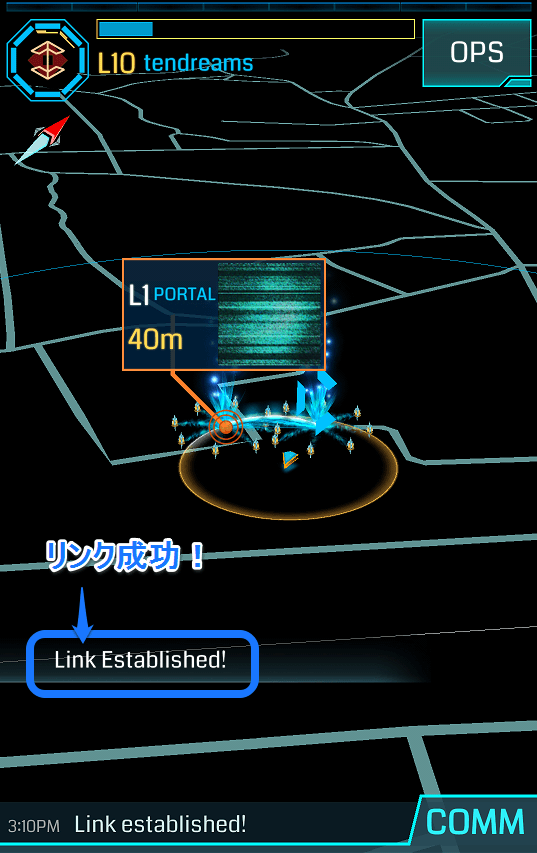 L10 tendreams
OPS
L1 PORTAL
40m
リンク成功！
Link Established!
3:10PM Link established!
COMM